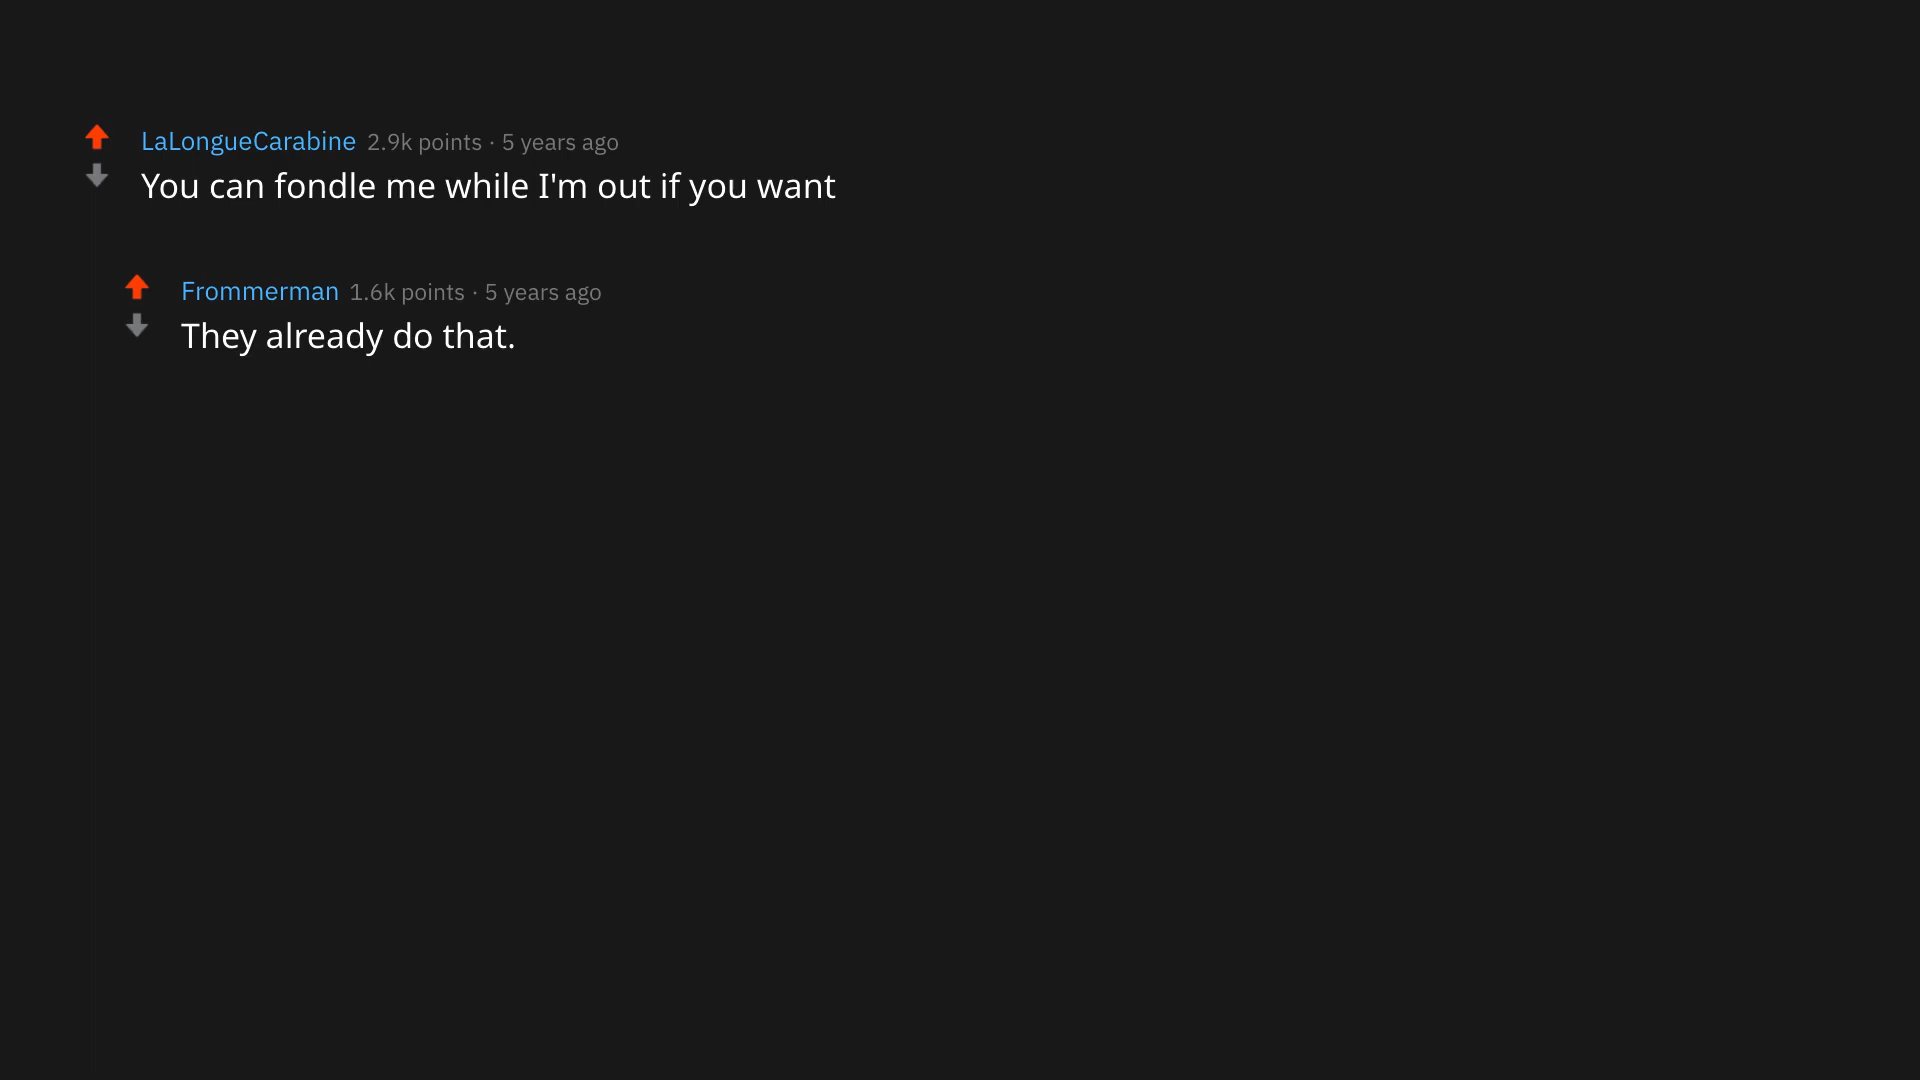 LaLongueCarabine 2.9k points · 5 years ago
You can fondle me while I'm out if you want
Frommerman 1.6k points · 5 years ago
They already do that.